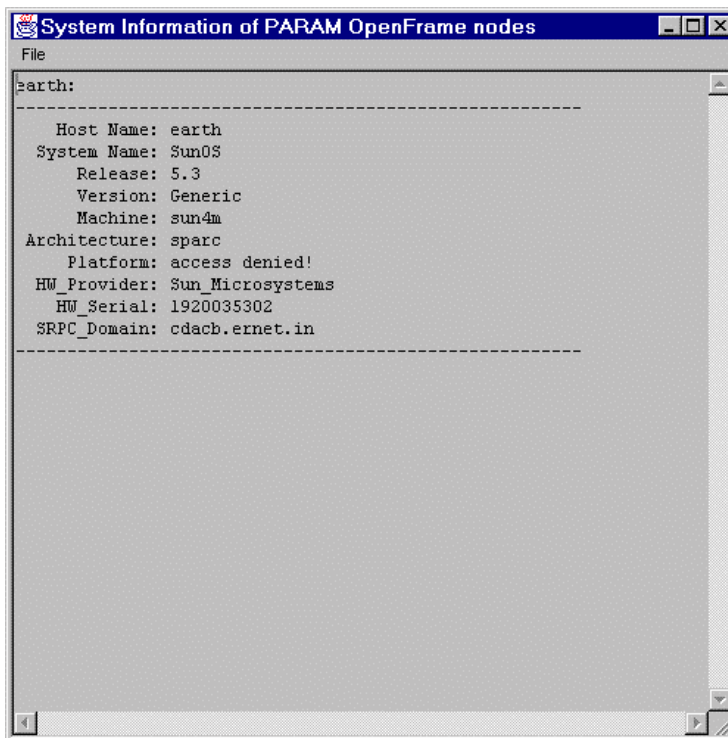 System Information of PARAM OpenFrame nodes
File
earth:
-------------------------------------------------------
Host Name: earth
System Name: SunOS
Release: 5.3
Version: Generic
Machine: sun4m
Architecture: sparc
Platform: access denied!
HW_Provider: Sun_Microsystems
HW_Serial: 1920035302
SRPC_Domain: cdacb.ernet.in
-------------------------------------------------------